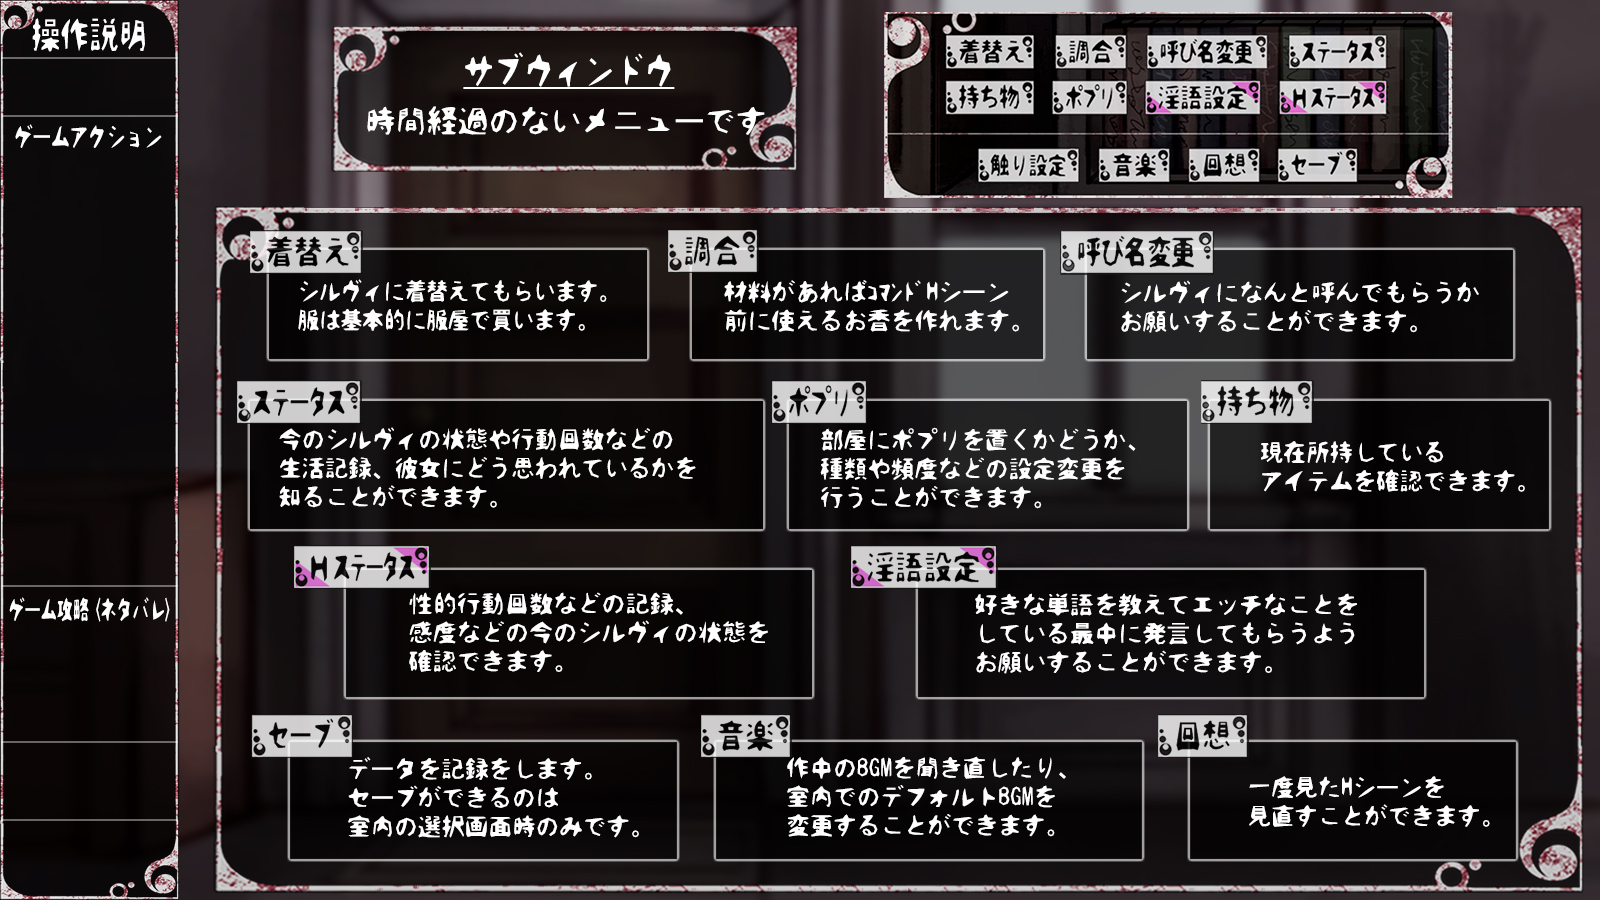 操作説明
ゲームアクション
ゲーム攻略(ネタバレ)
サブウィンドウ
時間経過のないメニューです
着替え 調合 呼び名変更 ステータス
持ち物 ポプリ 淫語設定 Hステータス
触り設定 音楽 回想 セーブ
着替え
シルヴィに着替えてもらいます。
服は基本的に服屋で買います。
調合
材料があればコマンドHシーン
前に使えるお香を作れます。
呼び名変更
シルヴィになんと呼んでもらうか
お願いすることができます。
ステータス
今のシルヴィの状態や行動回数などの
生活記録、彼女にどう思われているかを
知ることができます。
ポプリ
部屋にポプリを置くかどうか、
種類や頻度などの設定変更を
行うことができます。
持ち物
現在所持している
アイテムを確認できます。
Hステータス
性的行動回数などの記録、
感度などの今のシルヴィの状態を
確認できます。
淫語設定
好きな単語を教えてエッチなことを
している最中に発言してもらうよう
お願いすることができます。
セーブ
データを記録をします。
セーブができるのは
室内の選択画面時のみです。
音楽
作中のBGMを聞き直したり、
室内でのデフォルトBGMを
変更することができます。
回想
一度見たHシーンを
見直すことができます。